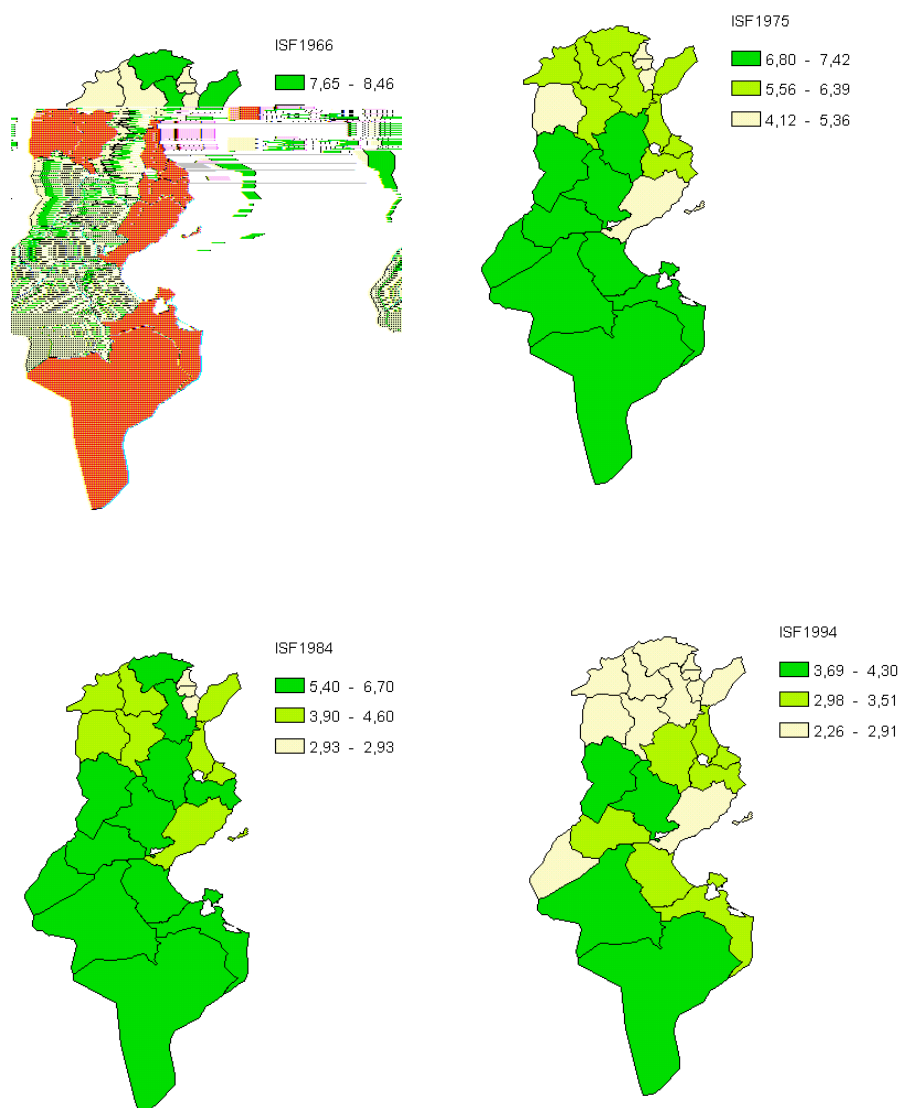 ISF1966
7,65 - 8,46
ISF1975
6,80 - 7,42
5,56 - 6,39
4,12 - 5,36
ISF1984
5,40 - 6,70
3,90 - 4,60
2,93 - 2,93
ISF1994
3,69 - 4,30
2,98 - 3,51
2,26 - 2,91